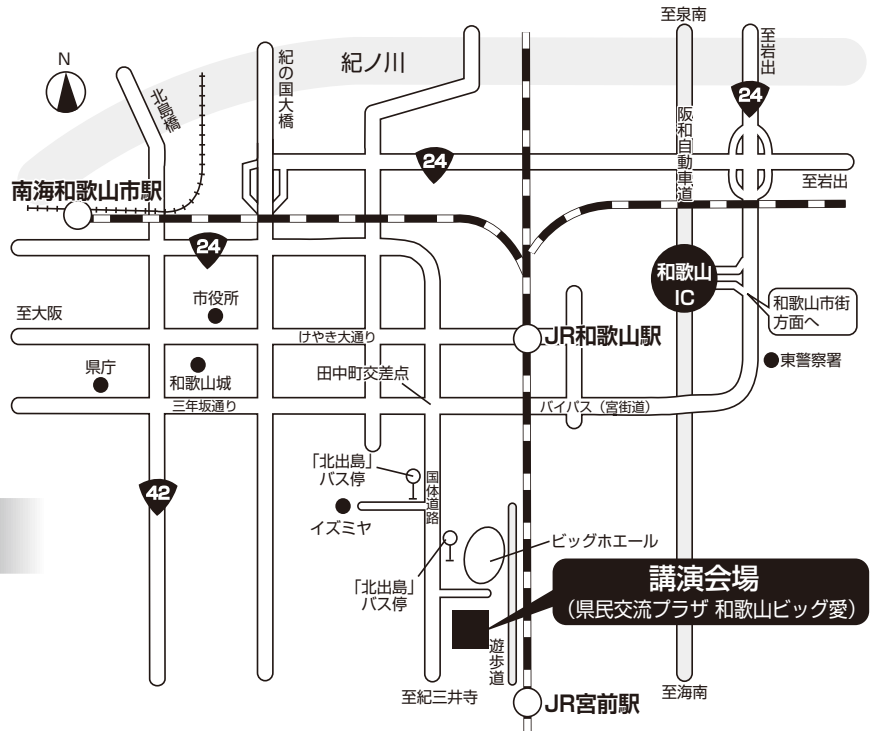 至泉南
至岩出
N
紀ノ川
紀の国大橋
北島橋
24
阪和自動車道
24
至岩出
南海和歌山市駅
24
和歌山
IC
市役所
至大阪
和歌山市街
方面へ
けやき大通り
JR和歌山駅
県庁
和歌山城
田中町交差点
東警察署
三年坂通り
バイパス（宮街道）
「北出島」
バス停
国体道路
42
イズミヤ
ビッグホエール
「北出島」
バス停
講演会場
（県民交流プラザ 和歌山ビッグ愛）
遊歩道
至紀三井寺
至海南
JR宮前駅